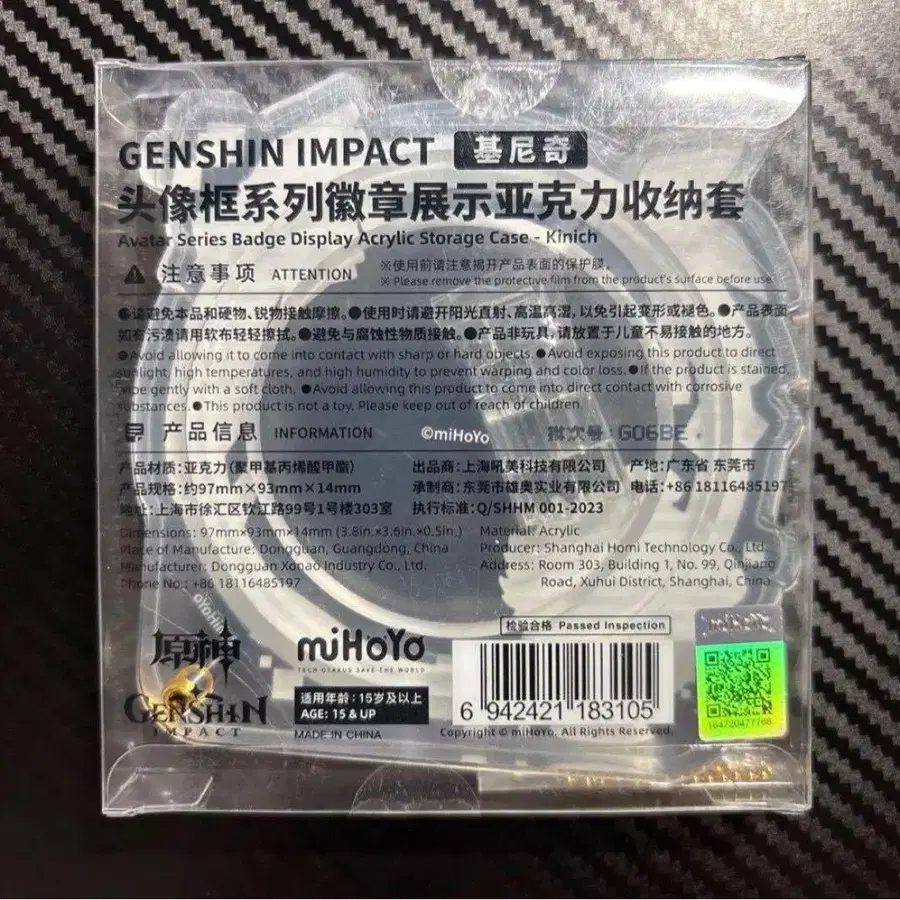 GENSHIN IMPACT 基尼奇
头像框系列徽章展示亚克力收纳套
Avatar Series Badge Display Acrylic Storage Case - Kinich
注意事项 ATTENTION
※使用前请注意揭开产品表面的保护膜。
※ Please remove the protective film from the product's surface before use.
●请避免本品和硬物、锐物接触摩擦。●使用时请避开阳光直射、高温高湿，以免引起变形或褪色。●产品表面
如有污渍请用软布轻轻擦拭。●避免与腐蚀性物质接触。●产品非玩具，请放置于儿童不易接触的地方。
●Avoid allowing it to come into contact with sharp or hard objects. ●Avoid exposing this product to direct
sunlight, high temperatures, and high humidity to prevent warping and color loss. ●If the product is stained,
wipe gently with a soft cloth. ●Avoid allowing this product to come into direct contact with corrosive
substances. ●This product is not a toy. Please keep out of reach of children.
产品信息 INFORMATION
©miHoYo
批次号: G06BE
产品材质：亚克力（聚甲基丙烯酸甲酯） 出品商：上海吼美科技有限公司 产地：广东省 东莞市
产品规格：约97mm×93mm×14mm 承制商：东莞市雄奥实业有限公司 电话：+86 18116485197
地址：上海市徐汇区钦江路99号1号楼303室 执行标准：Q/SHHM 001-2023
Dimensions: 97mm×93mm×14mm (3.8in.×3.6in.×0.5in.) Material: Acrylic
Place of Manufacture: Dongguan, Guangdong, China Producer: Shanghai Homi Technology Co., Ltd.
Manufacturer: Dongguan Xonao Industry Co., Ltd. Address: Room 303, Building 1, No. 99, Qinjiang
Phone No.: +86 18116485197 Road, Xuhui District, Shanghai, China
原神
GENSHIN
IMPACT
miHoYo
TECH OTAKUS SAVE THE WORLD
适用年龄：15岁及以上
AGE: 15 & UP
MADE IN CHINA
检验合格 Passed Inspection
6 942421 183105
Copyright © miHoYo. All Rights Reserved.
miHoYo